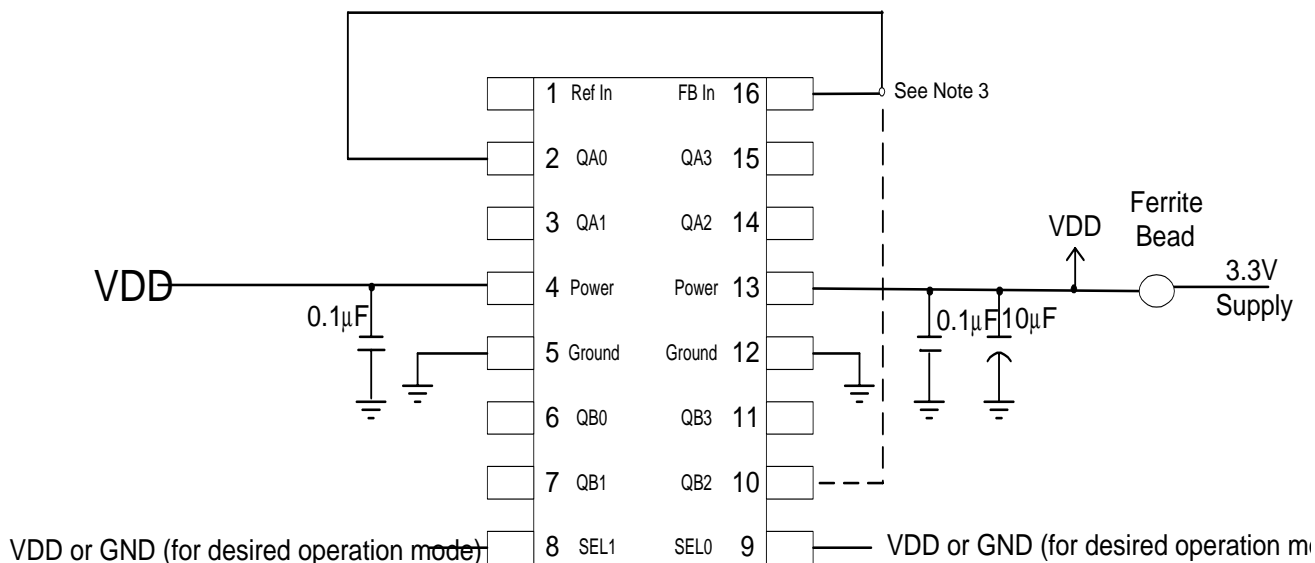 1 Ref In FB In 16 See Note 3
2 QA0 QA3 15
3 QA1 QA2 14
VDD
Ferrite
Bead
VDD
4 Power Power 13
3.3V
Supply
0.1μF
0.1μF
10μF
5 Ground Ground 12
6 QB0 QB3 11
7 QB1 QB2 10
VDD or GND (for desired operation mode)
8 SEL1 SEL0 9
VDD or GND (for desired operation m